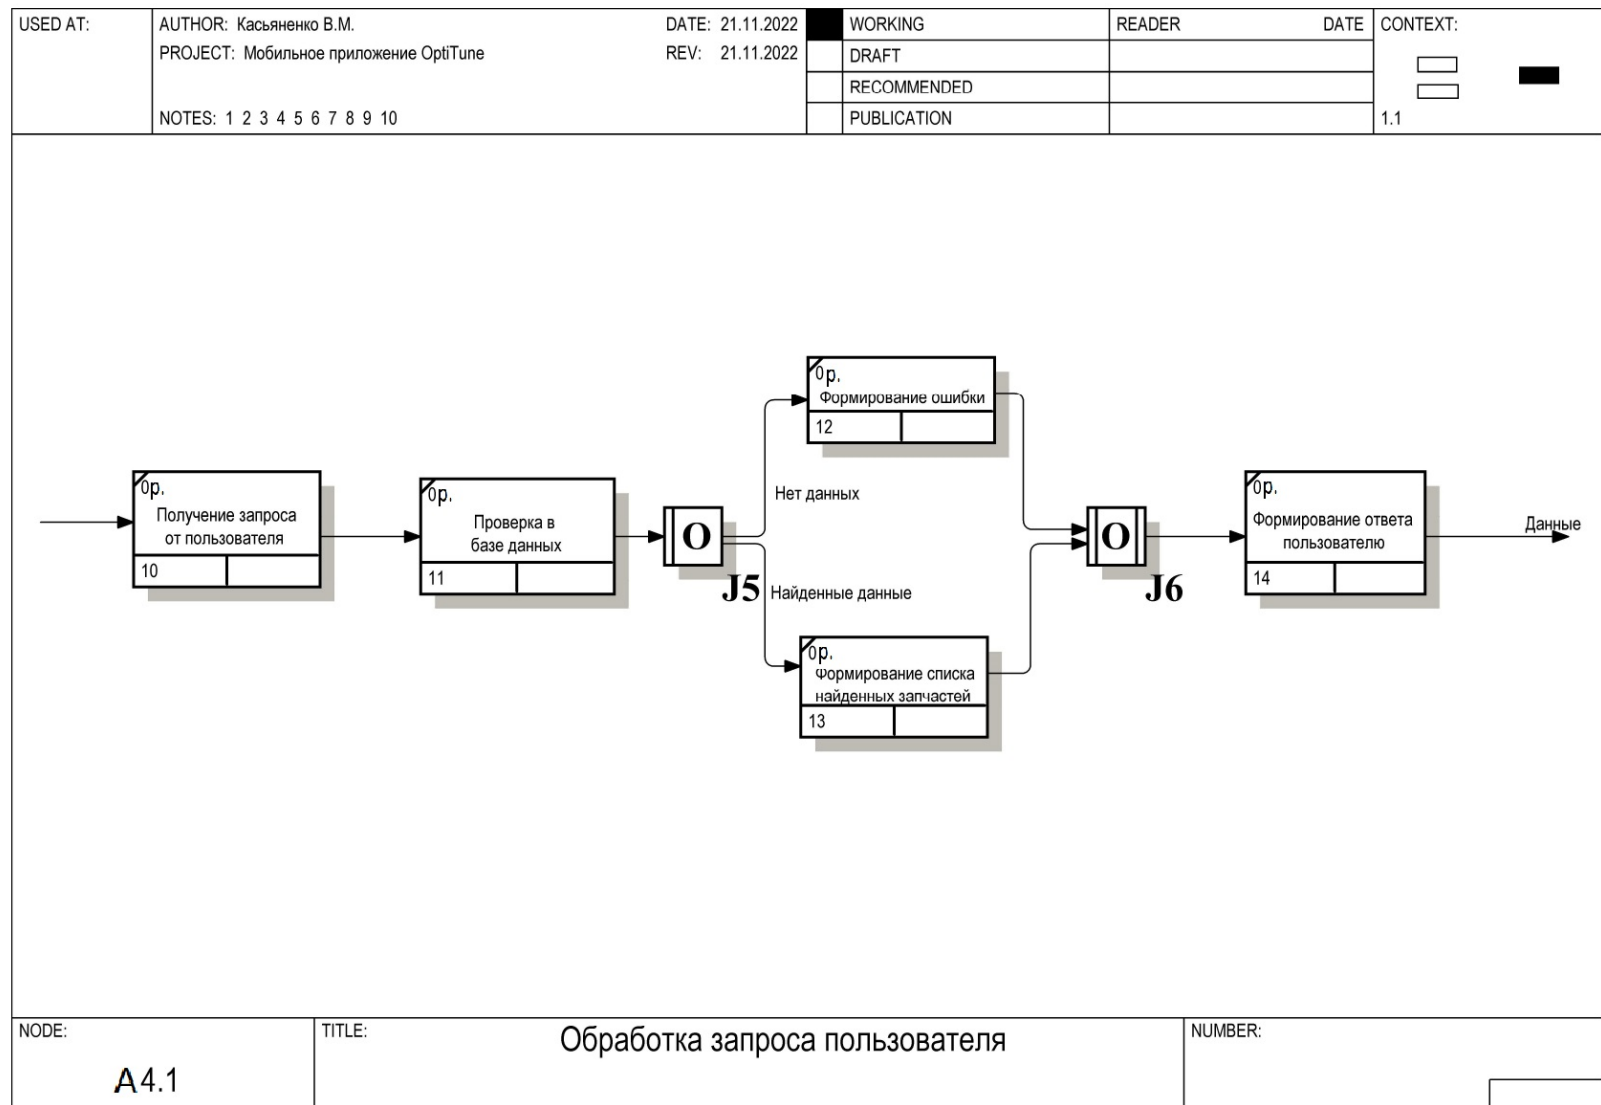 USED AT:
AUTHOR: Касьяненко В.М.
DATE: 21.11.2022
PROJECT: Мобильное приложение OptiTune
REV: 21.11.2022
NOTES: 1 2 3 4 5 6 7 8 9 10
WORKING
DRAFT
RECOMMENDED
PUBLICATION
READER
DATE
CONTEXT:
1.1
0р.
Получение запроса
от пользователя
10
0р.
Проверка в
базе данных
11
O
J5
Нет данных
Найденные данные
0р.
Формирование ошибки
12
0р.
Формирование списка
найденных запчастей
13
O
J6
0р.
Формирование ответа
пользователю
14
Данные
NODE:
A4.1
TITLE:
Обработка запроса пользователя
NUMBER: